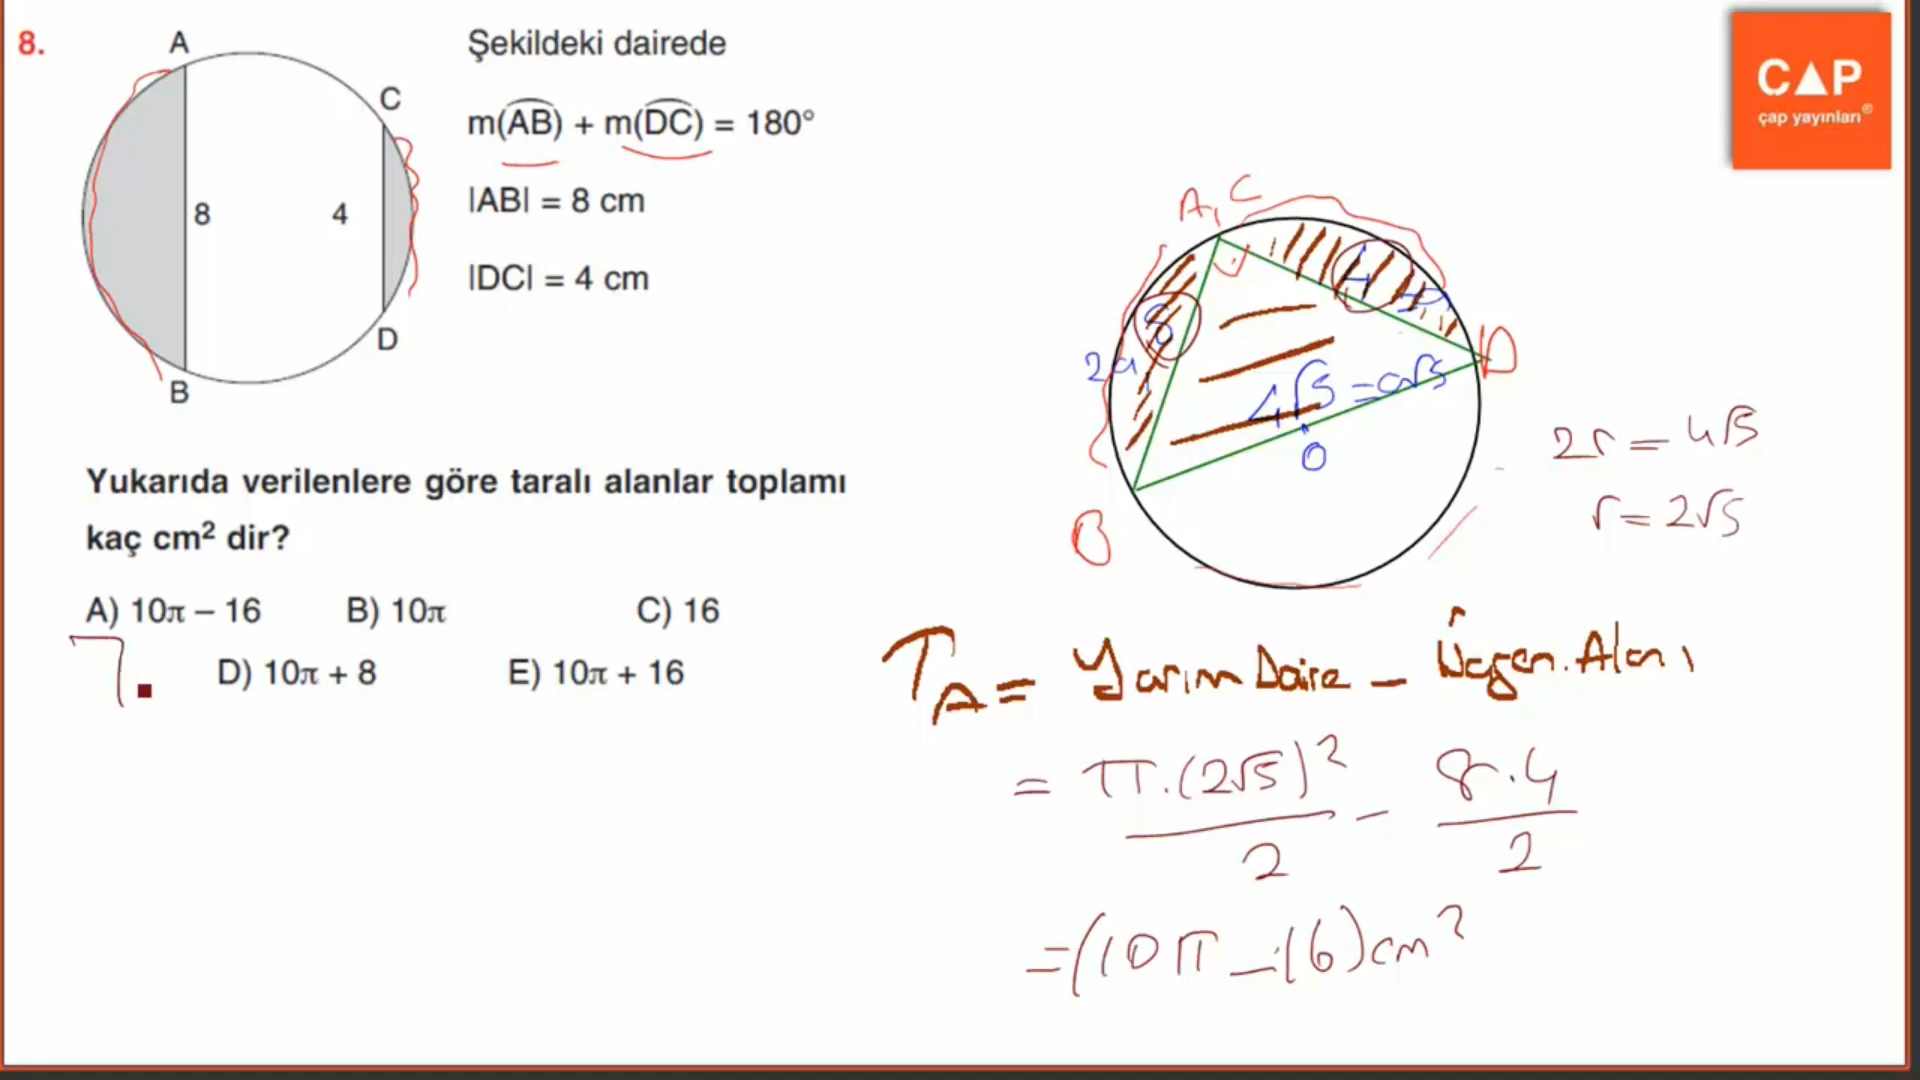 8.
A
C
8
4
D
B
Şekildeki dairede
m(AB) + m(DC) = 180°
|AB| = 8 cm
|DC| = 4 cm
Yukarıda verilenlere göre taralı alanlar toplamı
kaç cm² dir?
A) 10π – 16 B) 10π C) 16
D) 10π + 8 E) 10π + 16
CAP
çap yayınları®
A, C
8
4
2a
D
4√5 = a√5
O
B
2r = 4√5
r = 2√5
TA = Yarım Daire – Üçgen.Alanı
= π.(2√5)²/2 – 8.4/2
= (10π – 16) cm²